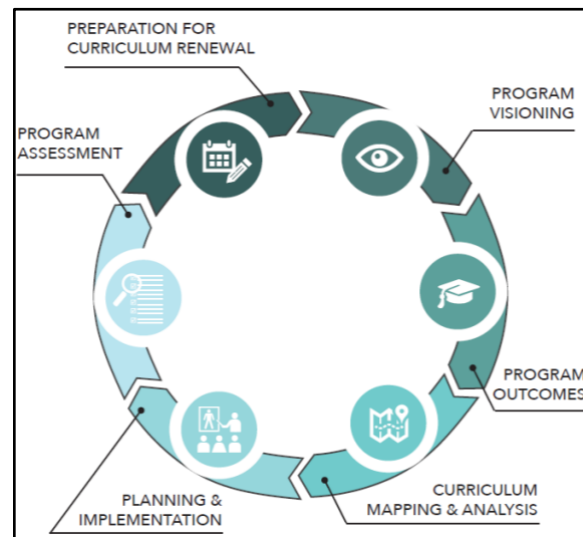 PREPARATION FOR
CURRICULUM RENEWAL
PROGRAM
VISIONING
PROGRAM
OUTCOMES
CURRICULUM
MAPPING & ANALYSIS
PLANNING &
IMPLEMENTATION
PROGRAM
ASSESSMENT